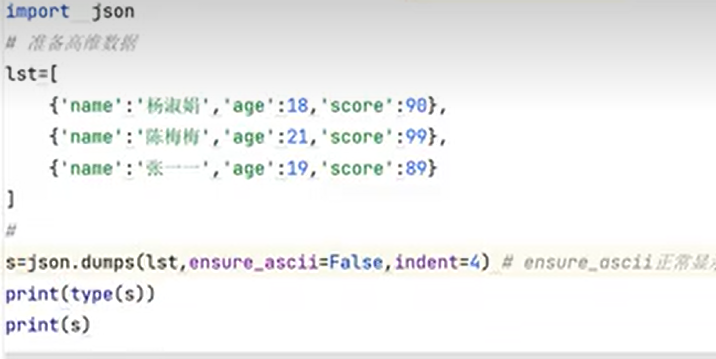 import json
# 准备高维数据
lst=[
{'name':'杨淑娟','age':18,'score':90},
{'name':'陈梅梅','age':21,'score':99},
{'name':'张一一','age':19,'score':89}
]
#
s=json.dumps(lst,ensure_ascii=False,indent=4) # ensure_ascii正常显
print(type(s))
print(s)